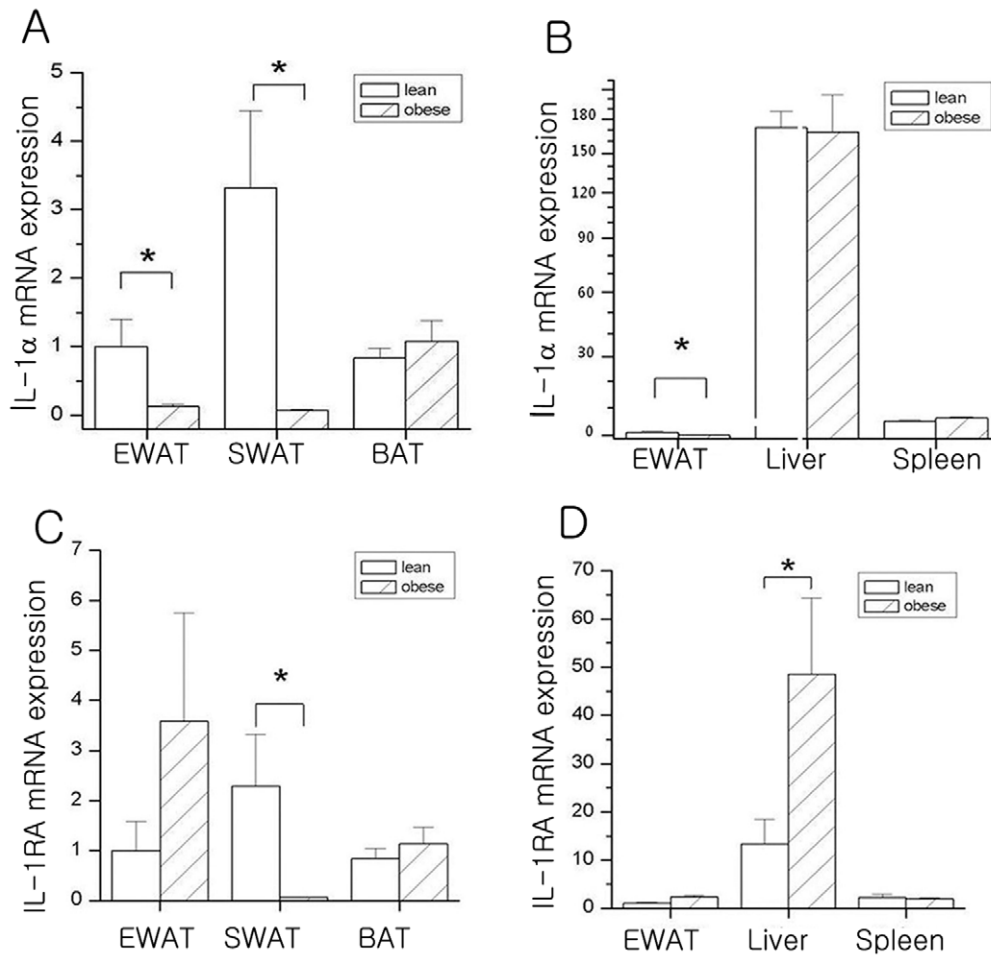 A
IL-1α mRNA expression
5
4
3
2
1
0
*
*
lean
obese
EWAT SWAT BAT
B
IL-1α mRNA expression
180
150
120
90
60
30
0
*
lean
obese
EWAT Liver Spleen
C
IL-1RA mRNA expression
7
6
5
4
3
2
1
0
*
lean
obese
EWAT SWAT BAT
D
IL-1RA mRNA expression
70
60
50
40
30
20
10
0
*
lean
obese
EWAT Liver Spleen